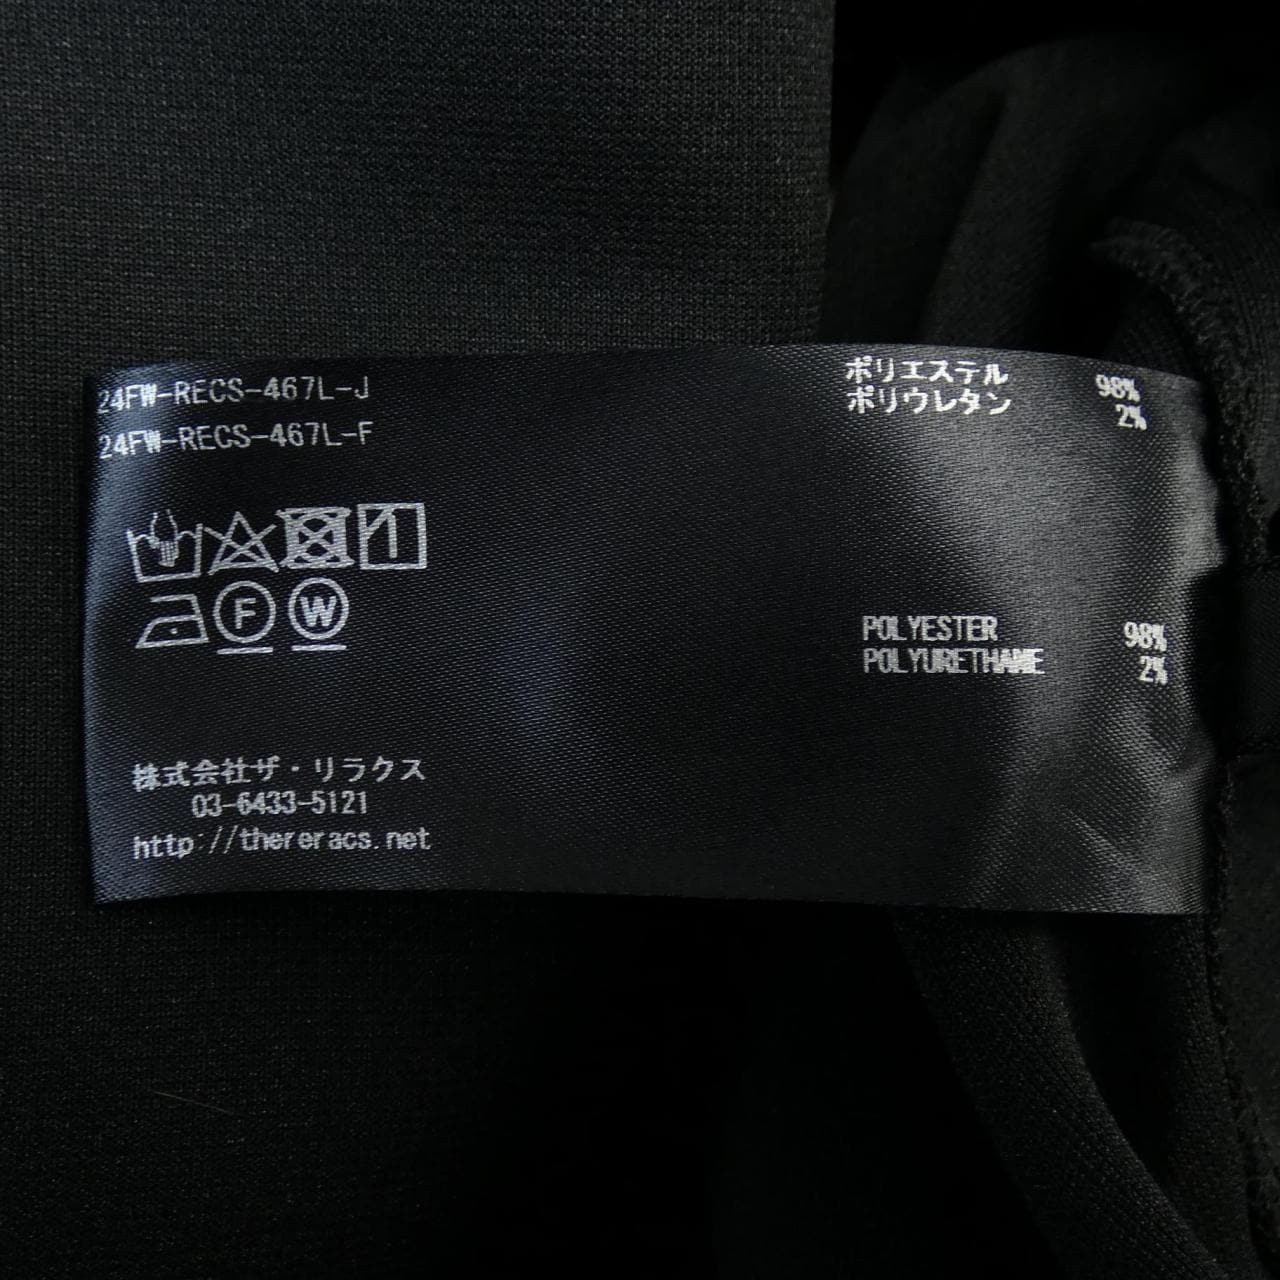 24FW-RECS-467L-J
24FW-RECS-467L-F
ポリエステル 98%
ポリウレタン 2%
F W
POLYESTER 98%
POLYURETHANE 2%
株式会社ザ・リラクス
03-6433-5121
http://thereracs.net